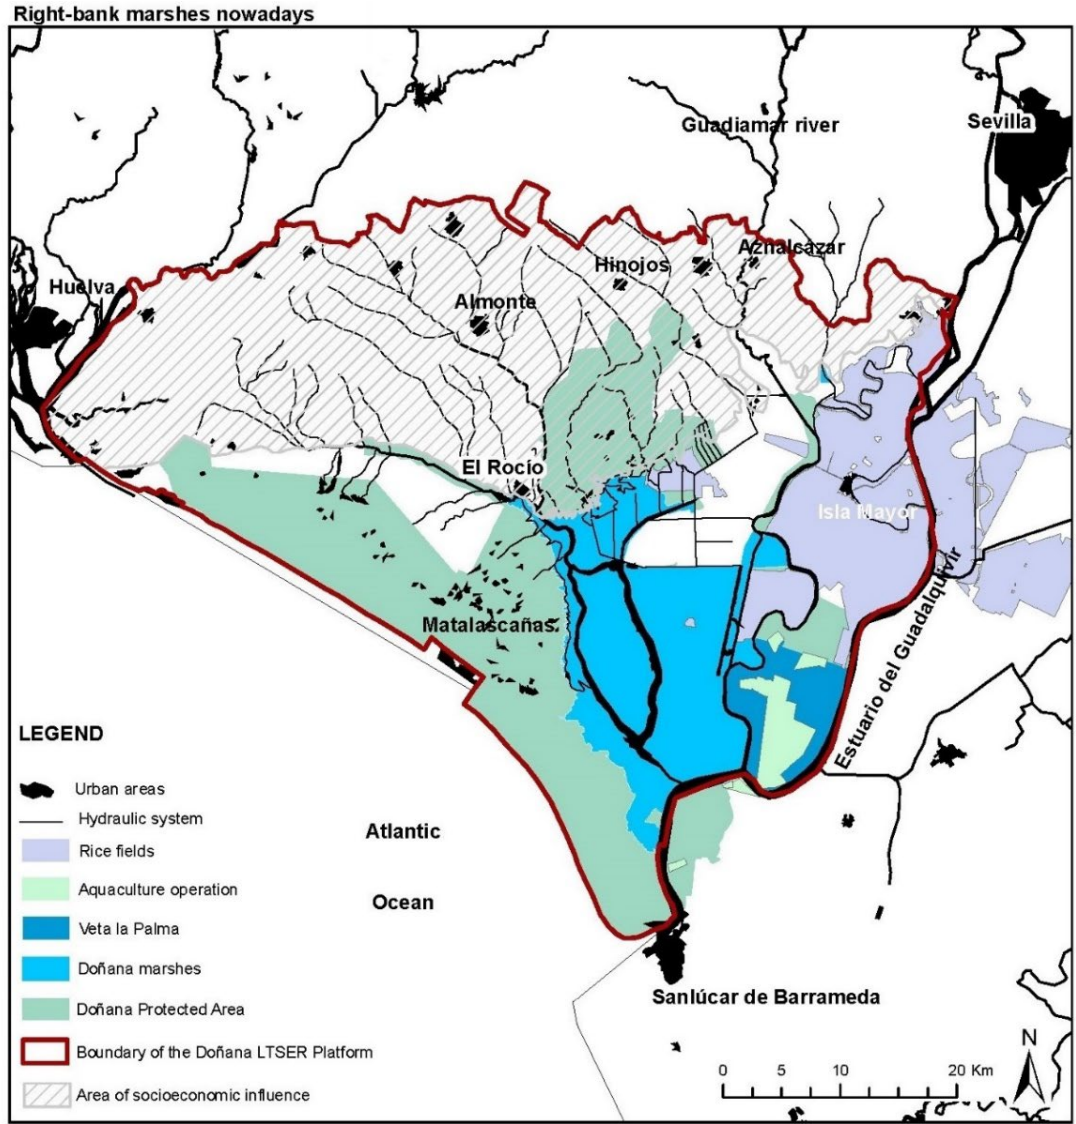 Right-bank marshes nowadays
Guadiamar river
Sevilla
Aznalcázar
Hinojos
Huelva
Almonte
El Rocío
Isla Mayor
Matalascañas
Estuario del Guadalquivir
LEGEND
Urban areas
Hydraulic system
Rice fields
Aquaculture operation
Veta la Palma
Doñana marshes
Doñana Protected Area
Boundary of the Doñana LTSER Platform
Area of socioeconomic influence
Atlantic
Ocean
Sanlúcar de Barrameda
N
0 5 10 20 Km